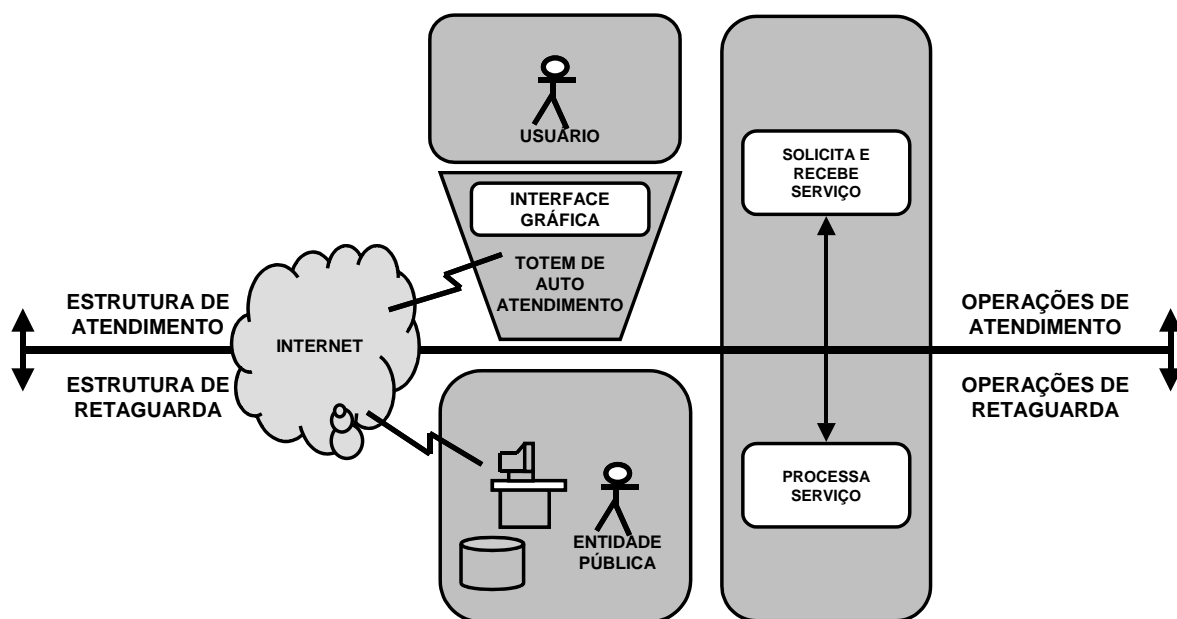 USUÁRIO
INTERFACE
GRÁFICA
TOTEM DE
AUTO
ATENDIMENTO
SOLICITA E
RECEBE
SERVIÇO
ESTRUTURA DE
ATENDIMENTO
INTERNET
OPERAÇÕES DE
ATENDIMENTO
ESTRUTURA DE
RETAGUARDA
OPERAÇÕES DE
RETAGUARDA
ENTIDADE
PÚBLICA
PROCESSA
SERVIÇO